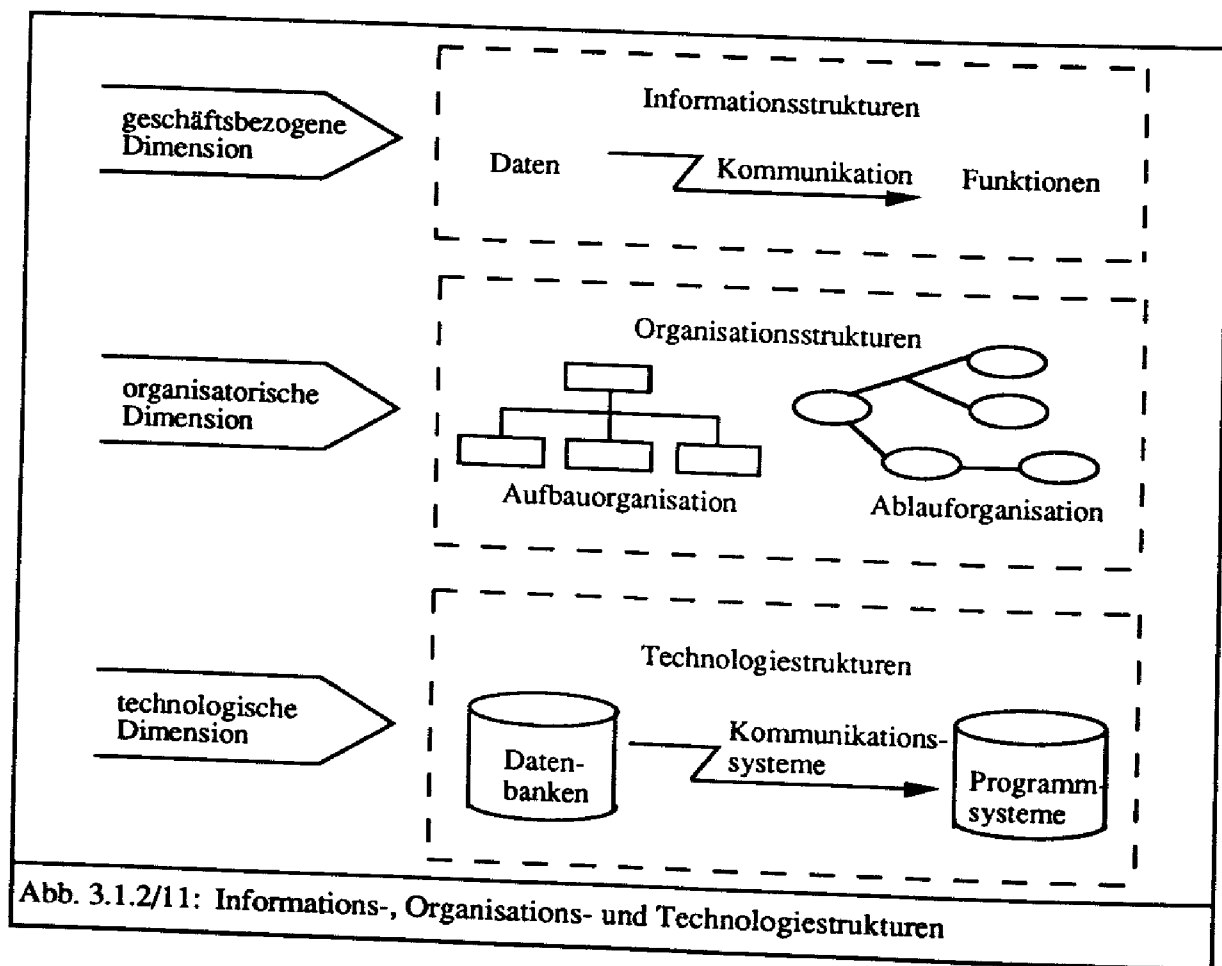 geschäftsbezogene
Dimension
Informationsstrukturen
Daten
Kommunikation
Funktionen
organisatorische
Dimension
Organisationsstrukturen
Aufbauorganisation
Ablauforganisation
technologische
Dimension
Technologiestrukturen
Daten-
banken
Kommunikations-
systeme
Programm-
systeme
Abb. 3.1.2/11: Informations-, Organisations- und Technologiestrukturen